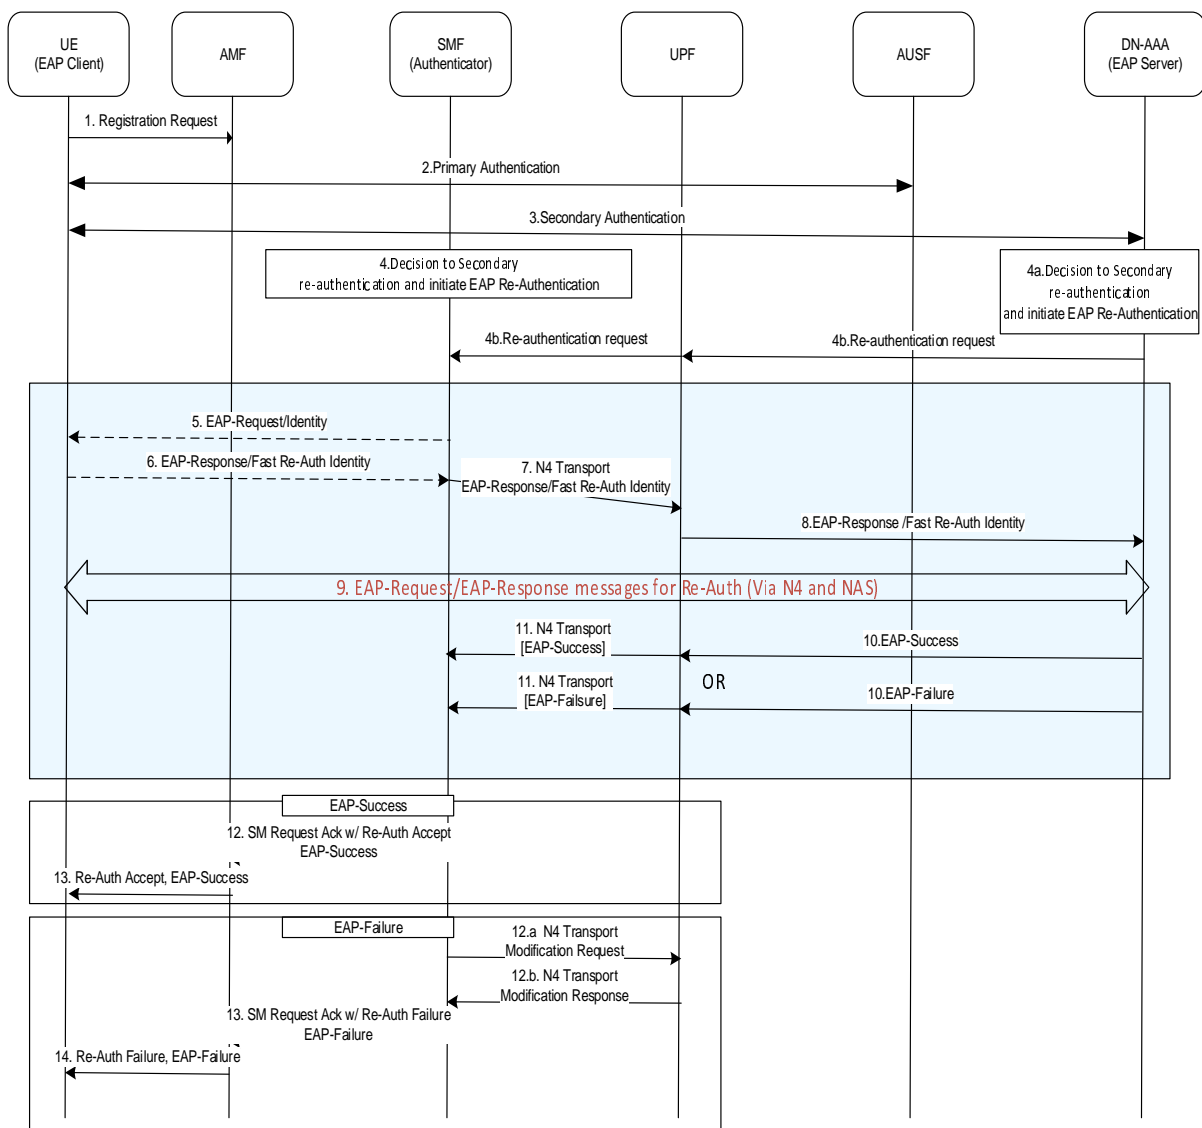 UE
(EAP Client)
AMF
SMF
(Authenticator)
UPF
AUSF
DN-AAA
(EAP Server)
1. Registration Request
2.Primary Authentication
3.Secondary Authentication
4.Decision to Secondary
re-authentication and initiate EAP Re-Authentication
4a.Decision to Secondary
re-authentication
and initiate EAP Re-Authentication
4b.Re-authentication request
4b.Re-authentication request
5. EAP-Request/Identity
6. EAP-Response/Fast Re-Auth Identity
7. N4 Transport
EAP-Response/Fast Re-Auth Identity
8.EAP-Response /Fast Re-Auth Identity
9. EAP-Request/EAP-Response messages for Re-Auth (Via N4 and NAS)
11. N4 Transport
[EAP-Success]
10.EAP-Success
OR
11. N4 Transport
[EAP-Failsure]
10.EAP-Failure
EAP-Success
12. SM Request Ack w/ Re-Auth Accept
EAP-Success
13. Re-Auth Accept, EAP-Success
EAP-Failure
12.a N4 Transport
Modification Request
12.b. N4 Transport
Modification Response
13. SM Request Ack w/ Re-Auth Failure
EAP-Failure
14. Re-Auth Failure, EAP-Failure